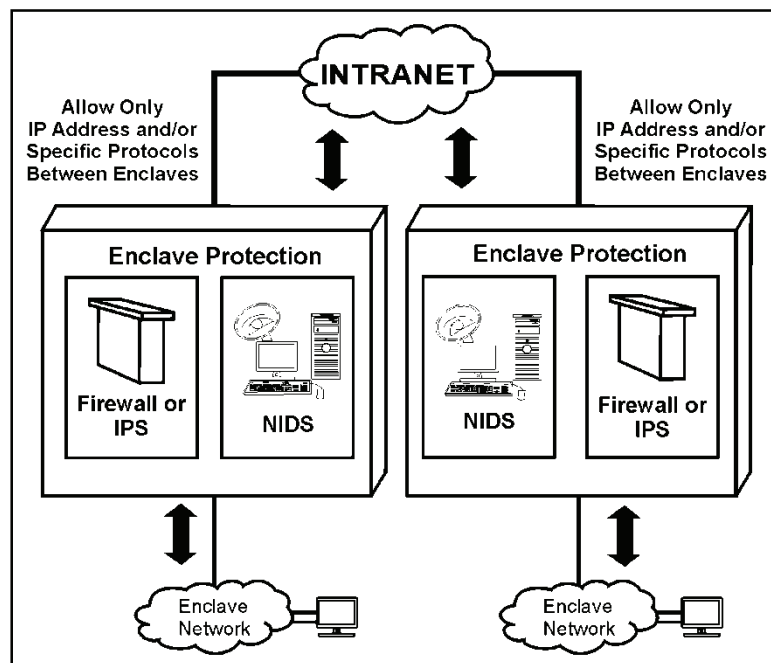 INTRANET
Allow Only
IP Address and/or
Specific Protocols
Between Enclaves
Allow Only
IP Address and/or
Specific Protocols
Between Enclaves
Enclave Protection
Firewall or
IPS
NIDS
Enclave Protection
NIDS
Firewall or
IPS
Enclave
Network
Enclave
Network